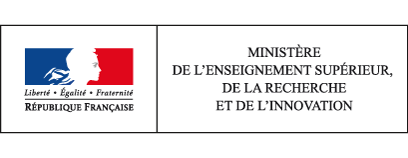 Liberté • Égalité • Fraternité
RÉPUBLIQUE FRANÇAISE
MINISTÈRE
DE L’ENSEIGNEMENT SUPÉRIEUR,
DE LA RECHERCHE
ET DE L’INNOVATION